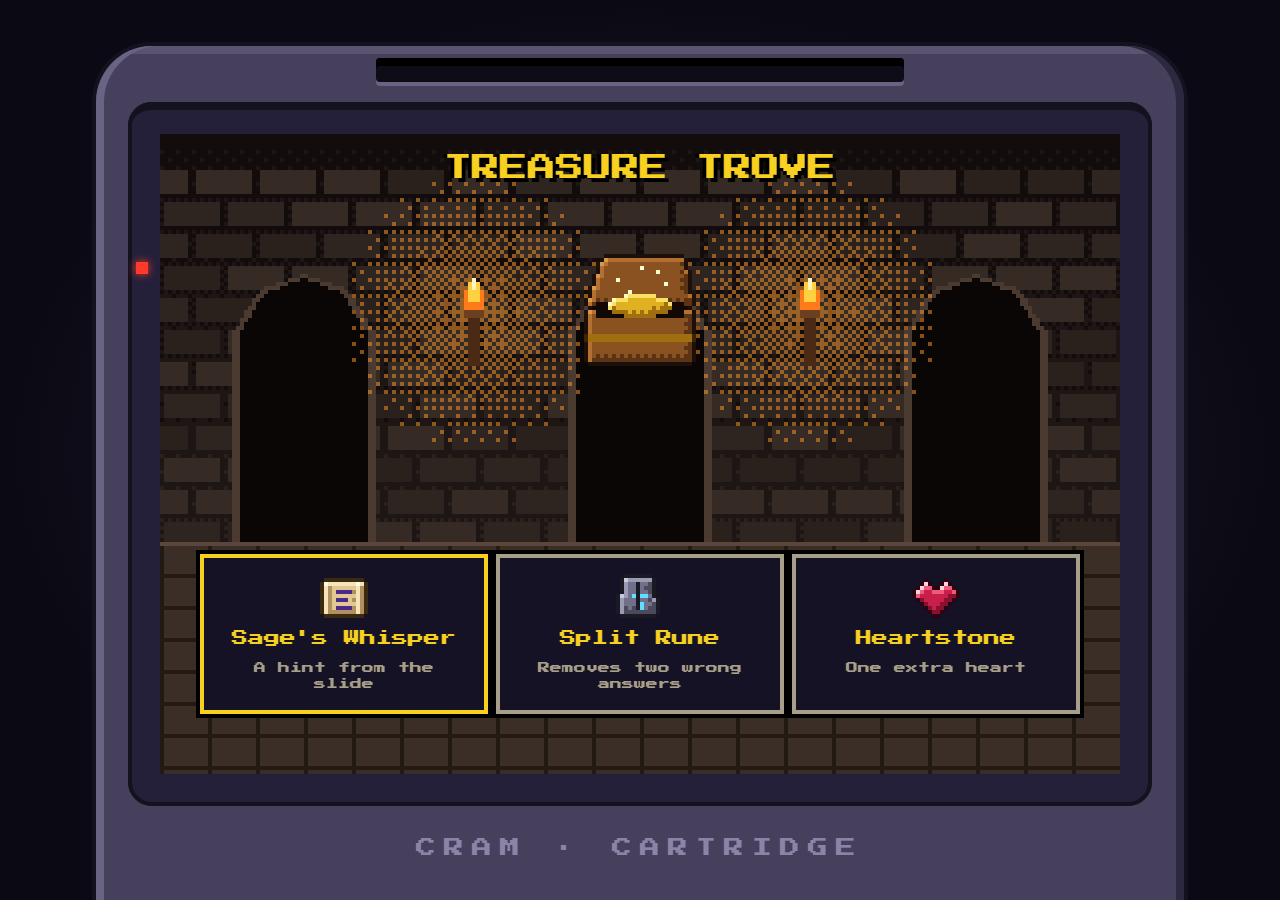 TREASURE TROVE
Sage's Whisper
A hint from the
slide
Split Rune
Removes two wrong
answers
Heartstone
One extra heart
CRAM · CARTRIDGE